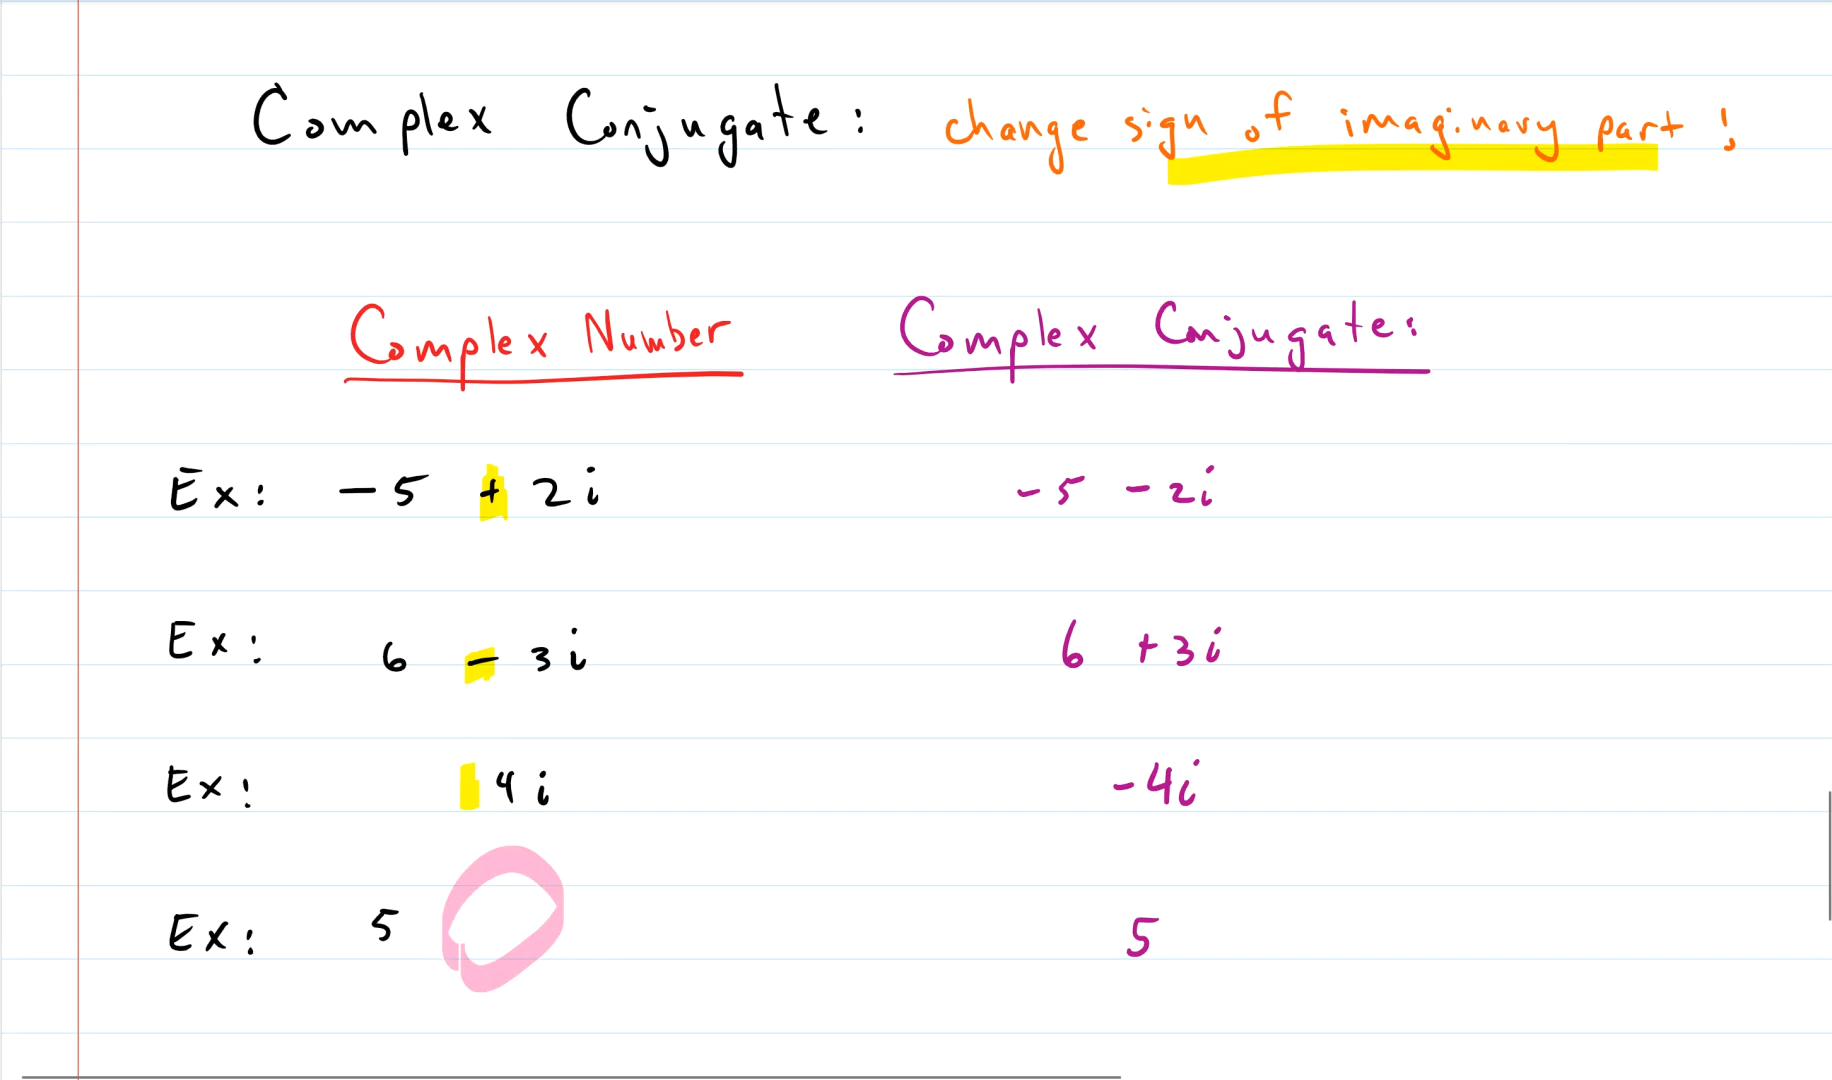 Complex Conjugate: change sign of imaginary part!
Complex Number Complex Conjugate:
Ex: -5 + 2i -5 -2i
Ex: 6 - 3i 6 +3i
Ex: 4i -4i
Ex: 5 5